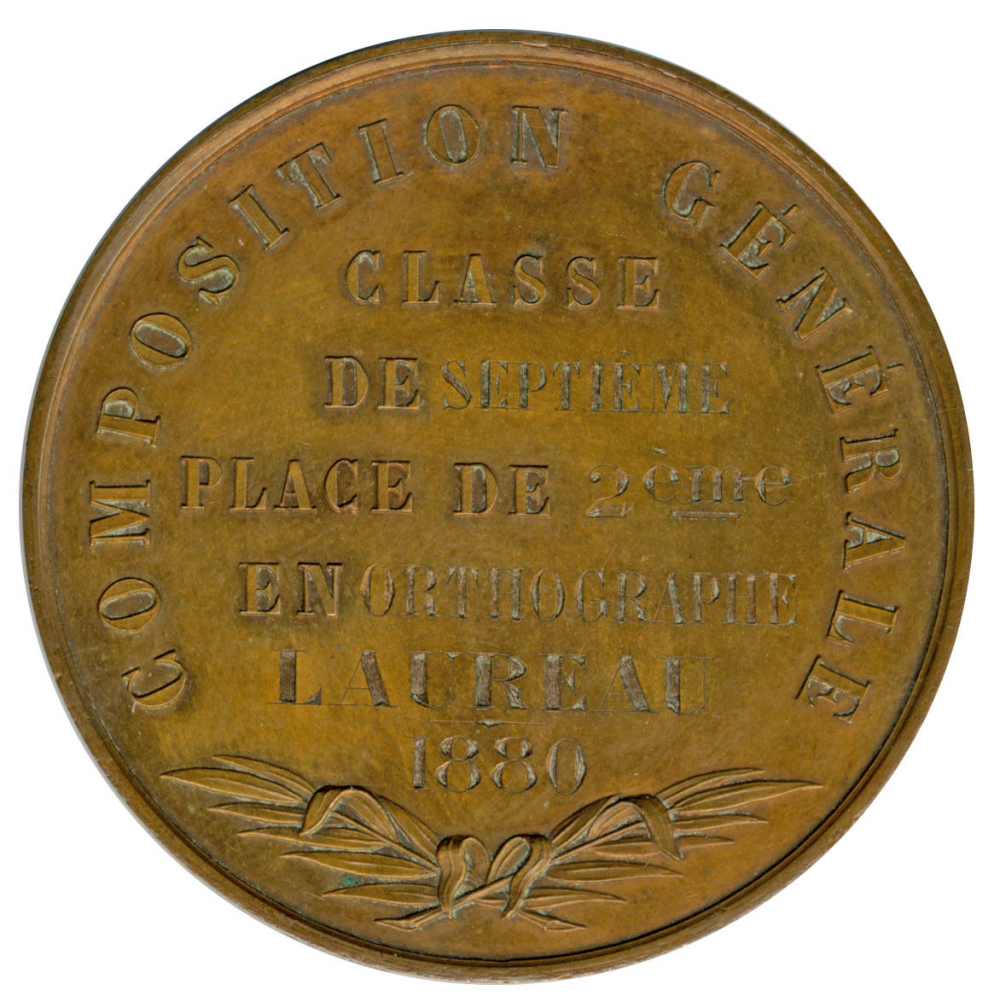 COMPOSITION GÉNÉRALE
CLASSE
DE SEPTIÈME
PLACE DE 2ème
EN ORTHOGRAPHE
LAUREAU
1880